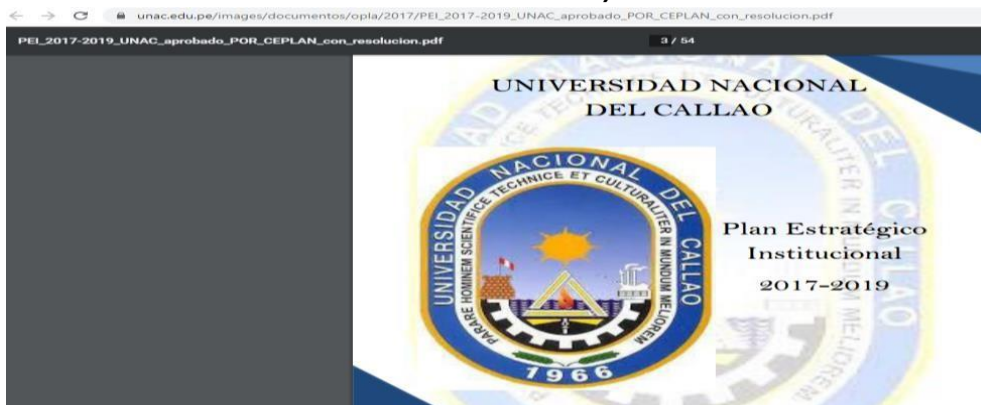 unac.edu.pe/images/documentos/opla/2017/PEI_2017-2019_UNAC_aprobado_POR_CEPLAN_con_resolucion.pdf
PEI_2017-2019_UNAC_aprobado_POR_CEPLAN_con_resolucion.pdf
3 / 54
UNIVERSIDAD NACIONAL
DEL CALLAO
UNIVERSIDAD NACIONAL DEL CALLAO
PARARE HOMINEM SCIENTIFICE TECHNICE ET CULTURALITER IN MUNDUM MELIOREM
1966
Plan Estratégico
Institucional
2017-2019